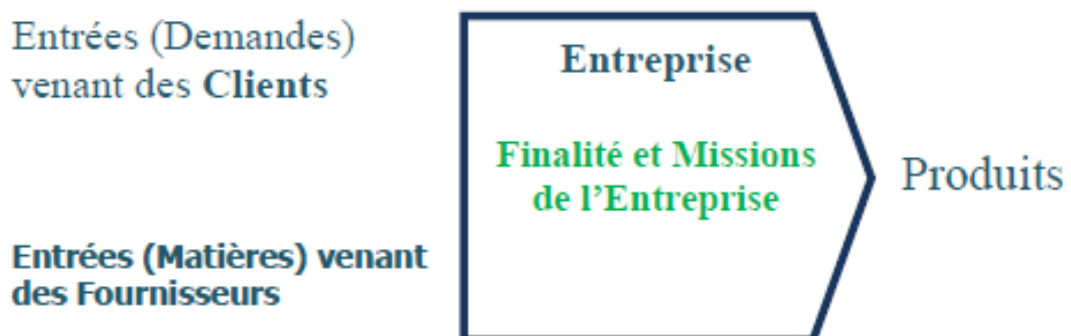 Entrées (Demandes)
venant des Clients
Entrées (Matières) venant
des Fournisseurs
Entreprise
Finalité et Missions
de l’Entreprise
Produits